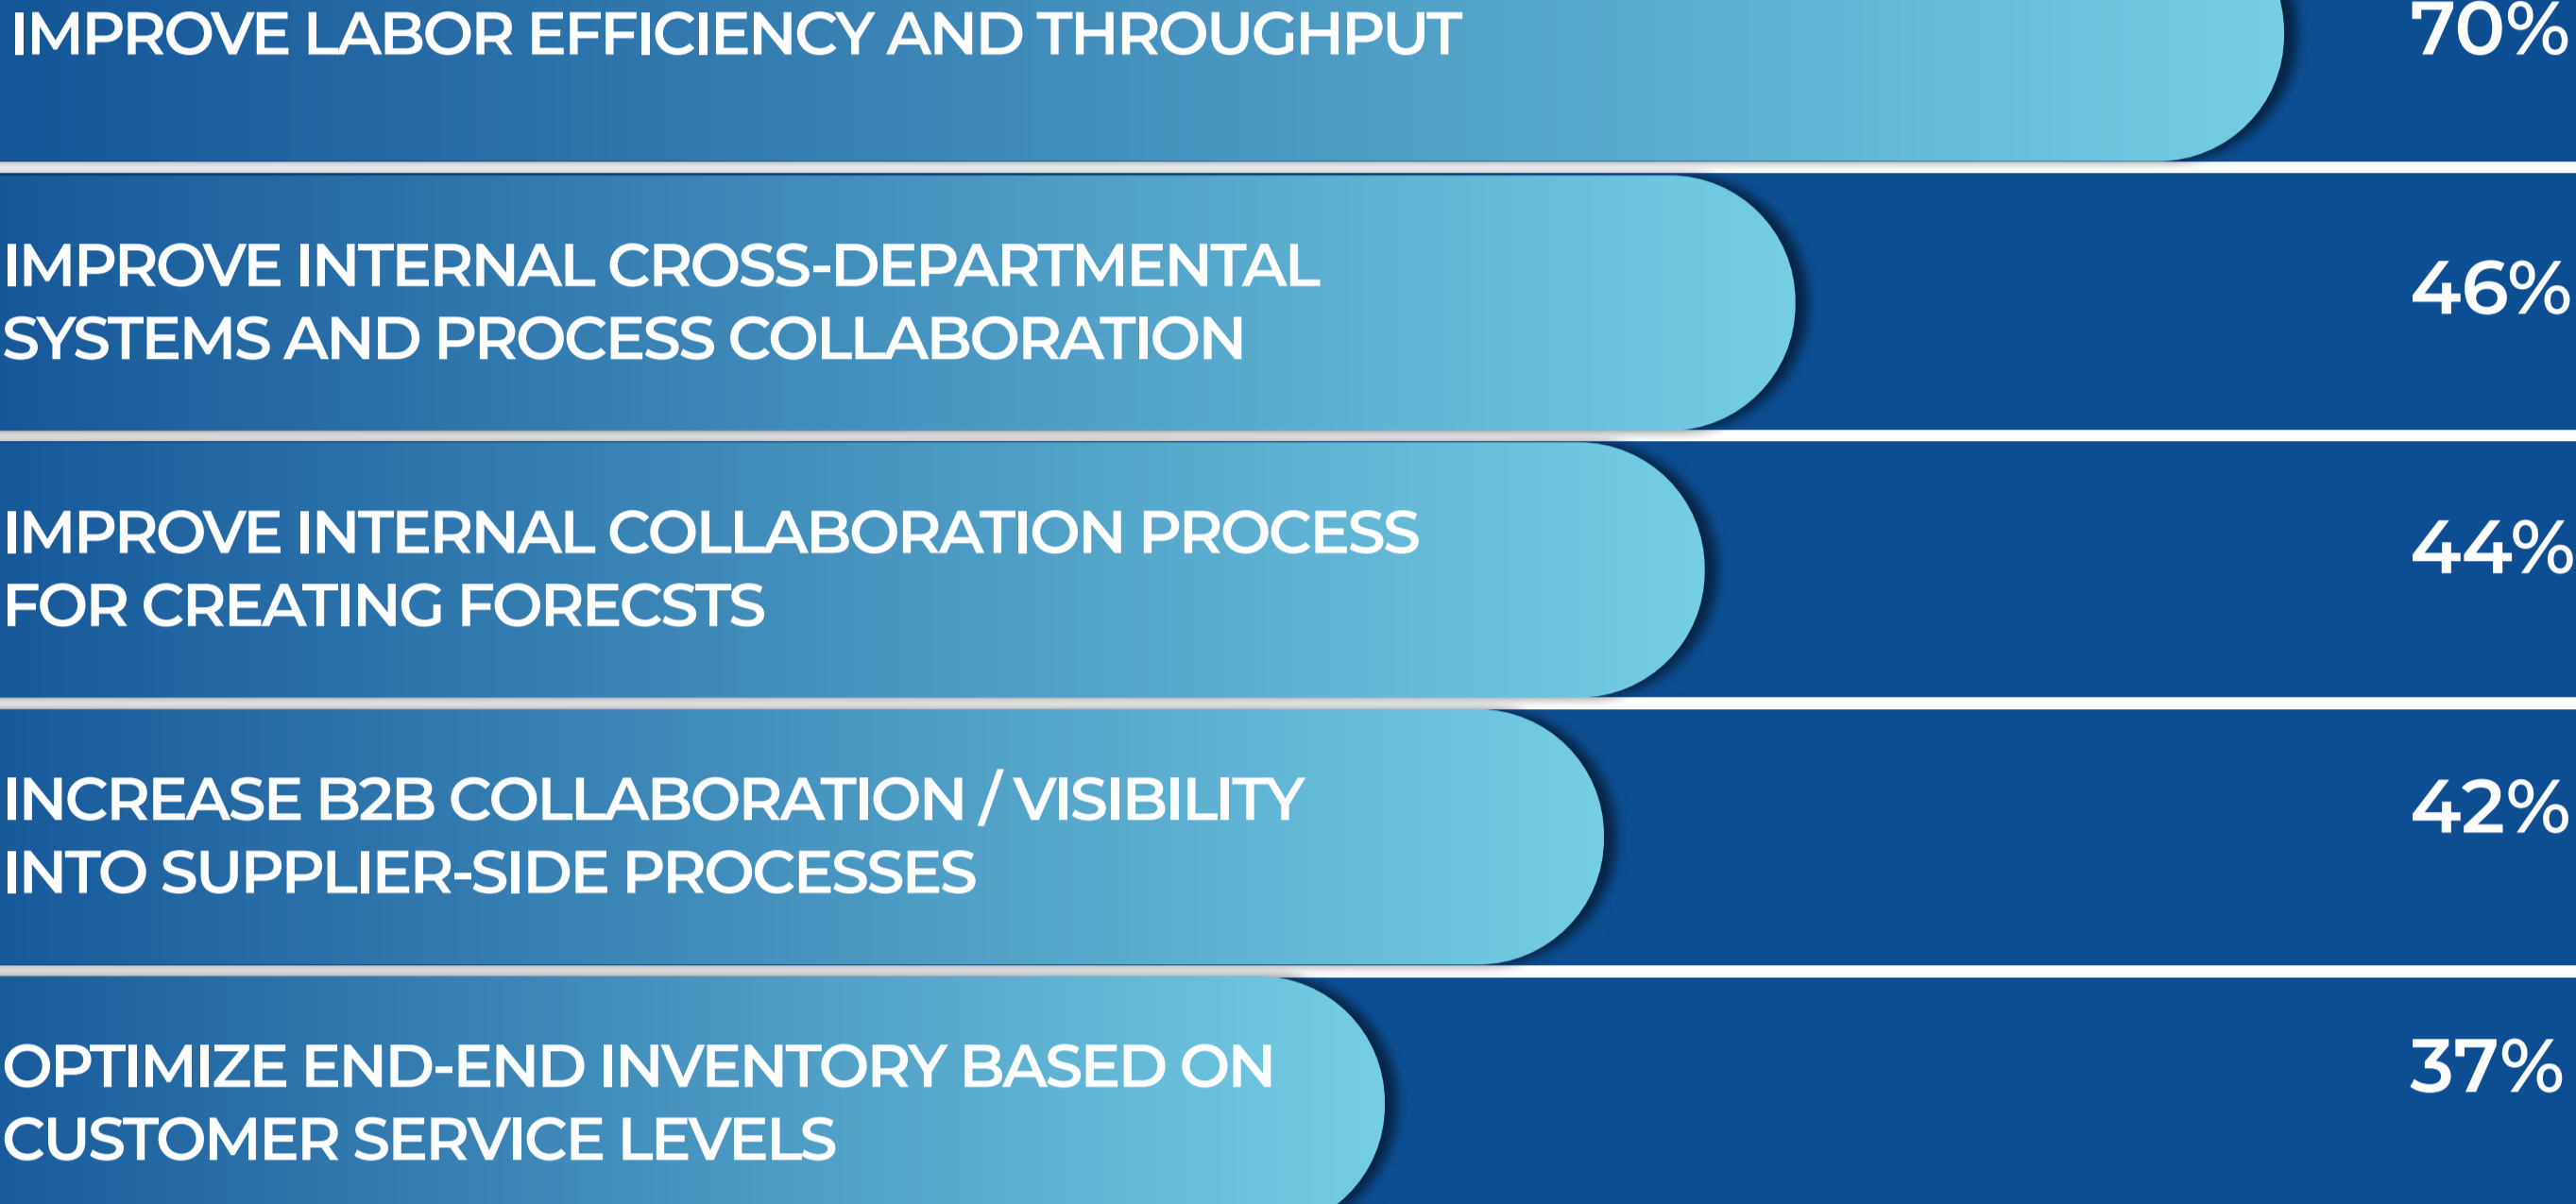 IMPROVE LABOR EFFICIENCY AND THROUGHPUT
70%
IMPROVE INTERNAL CROSS-DEPARTMENTAL
SYSTEMS AND PROCESS COLLABORATION
46%
IMPROVE INTERNAL COLLABORATION PROCESS
FOR CREATING FORECSTS
44%
INCREASE B2B COLLABORATION / VISIBILITY
INTO SUPPLIER-SIDE PROCESSES
42%
OPTIMIZE END-END INVENTORY BASED ON
CUSTOMER SERVICE LEVELS
37%